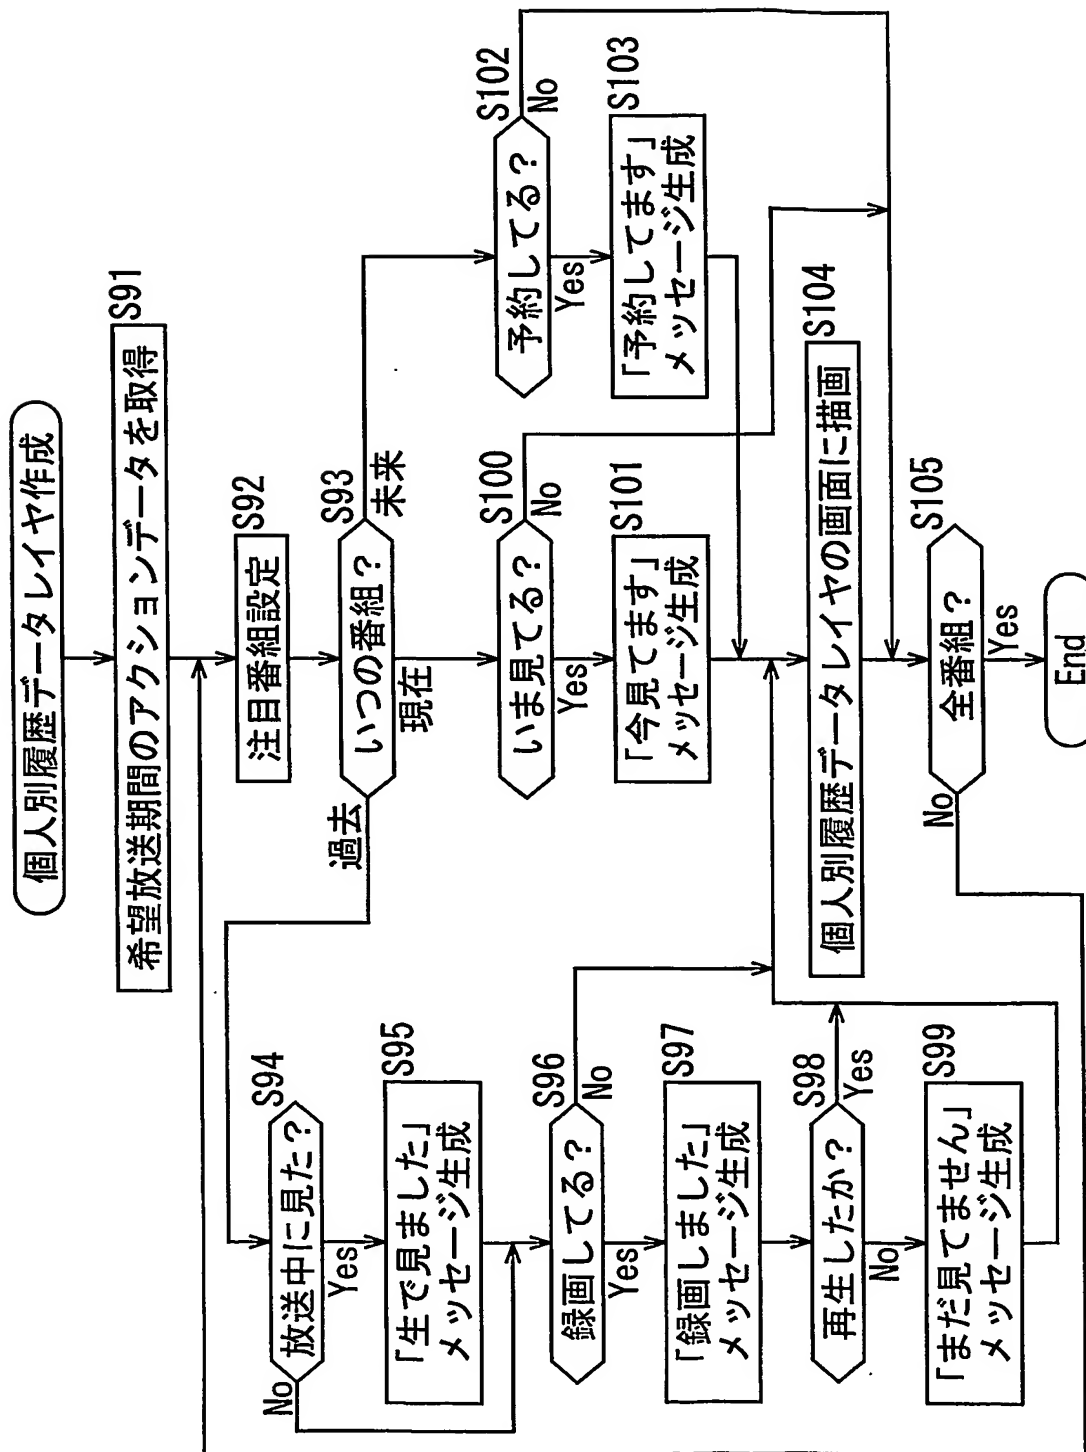 個人別履歴データレイヤ作成
S91
希望放送期間のアクションデータを取得
S92
注目番組設定
S93
いつの番組？
過去
現在
未来
S94
放送中に見た？
No
Yes
S95
「生で見ました」
メッセージ生成
S96
録画してる？
No
Yes
S97
「録画しました」
メッセージ生成
S98
再生したか？
Yes
No
S99
「まだ見てません」
メッセージ生成
S100
いま見てる？
No
Yes
S101
「今見てます」
メッセージ生成
S102
予約してる？
No
Yes
S103
「予約してます」
メッセージ生成
S104
個人別履歴データレイヤの画面に描画
S105
全番組？
No
Yes
End